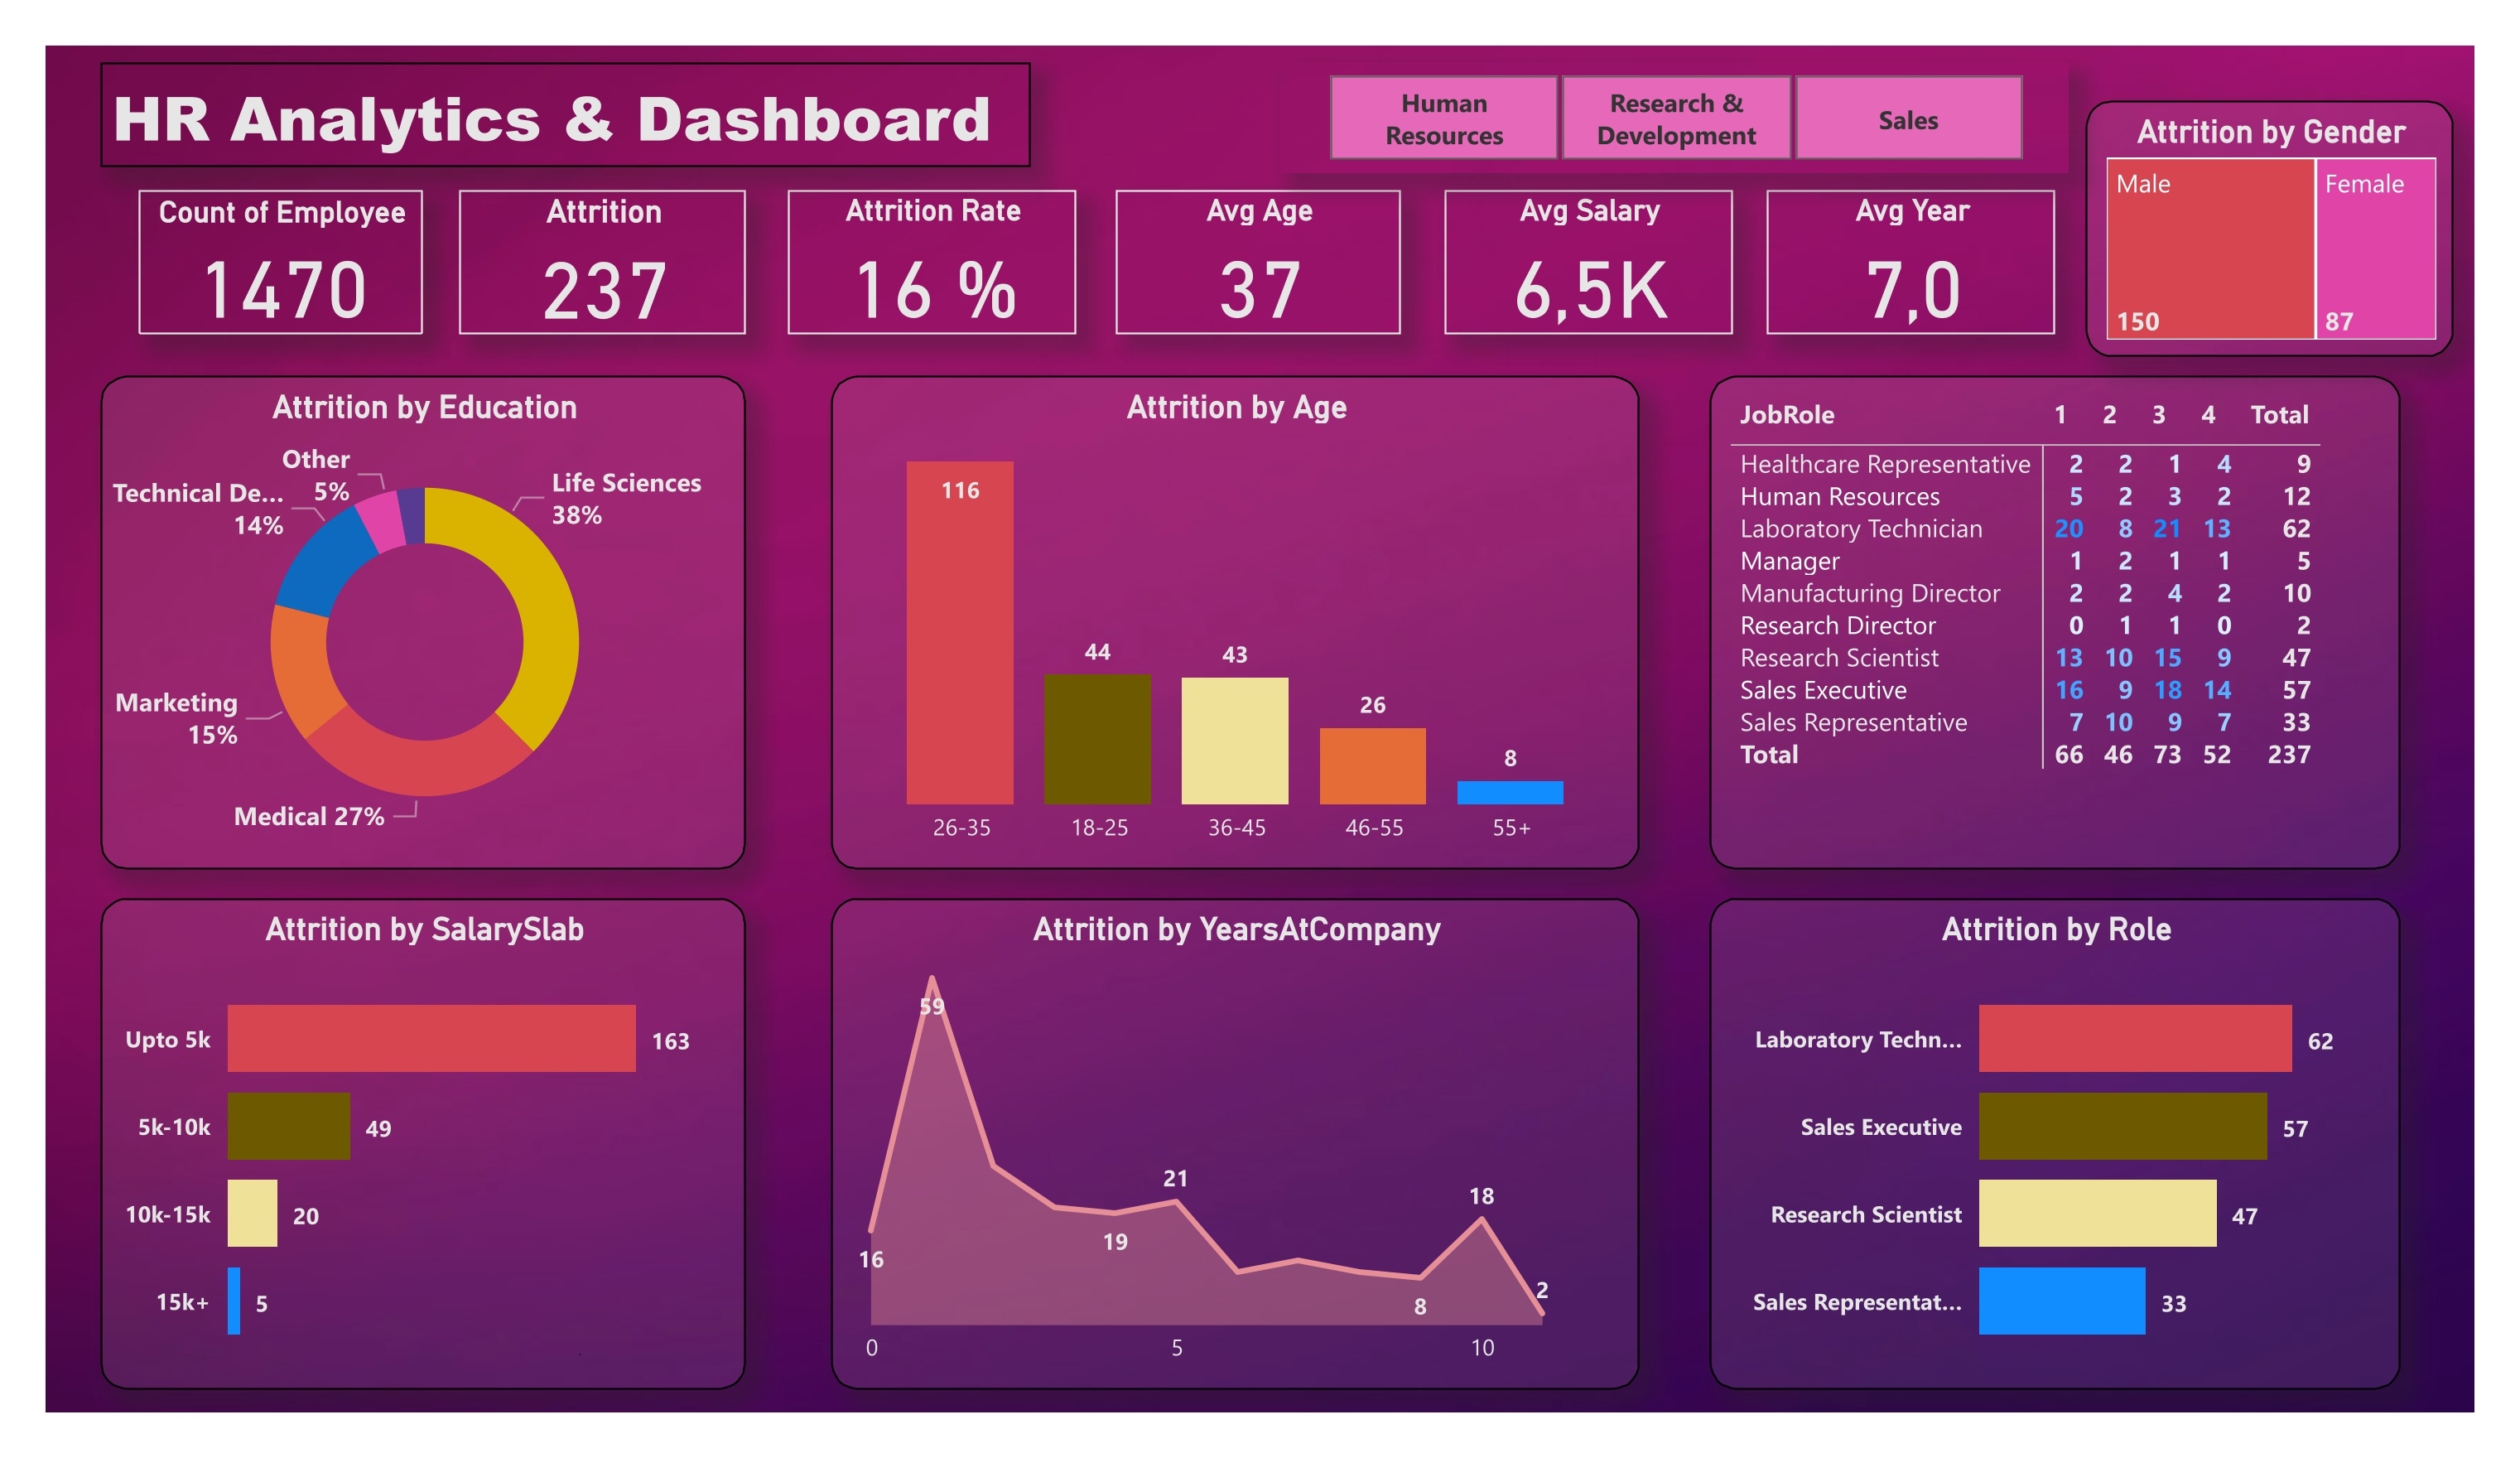 HR Analytics & Dashboard
Human
Resources
Research &
Development
Sales
Attrition by Gender
Male
Female
150
87
Count of Employee
1470
Attrition
237
Attrition Rate
16 %
Avg Age
37
Avg Salary
6,5K
Avg Year
7,0
Attrition by Education
Other
5%
Technical De...
14%
Life Sciences
38%
Marketing
15%
Medical 27%
Attrition by Age
116
44
43
26
8
26-35 18-25 36-45 46-55 55+
JobRole 1 2 3 4 Total
Healthcare Representative 2 2 1 4 9
Human Resources 5 2 3 2 12
Laboratory Technician 20 8 21 13 62
Manager 1 2 1 1 5
Manufacturing Director 2 2 4 2 10
Research Director 0 1 1 0 2
Research Scientist 13 10 15 9 47
Sales Executive 16 9 18 14 57
Sales Representative 7 10 9 7 33
Total 66 46 73 52 237
Attrition by SalarySlab
Upto 5k 163
5k-10k 49
10k-15k 20
15k+ 5
Attrition by YearsAtCompany
59
16
19
21
8
18
2
0 5 10
Attrition by Role
Laboratory Techn... 62
Sales Executive 57
Research Scientist 47
Sales Representat... 33